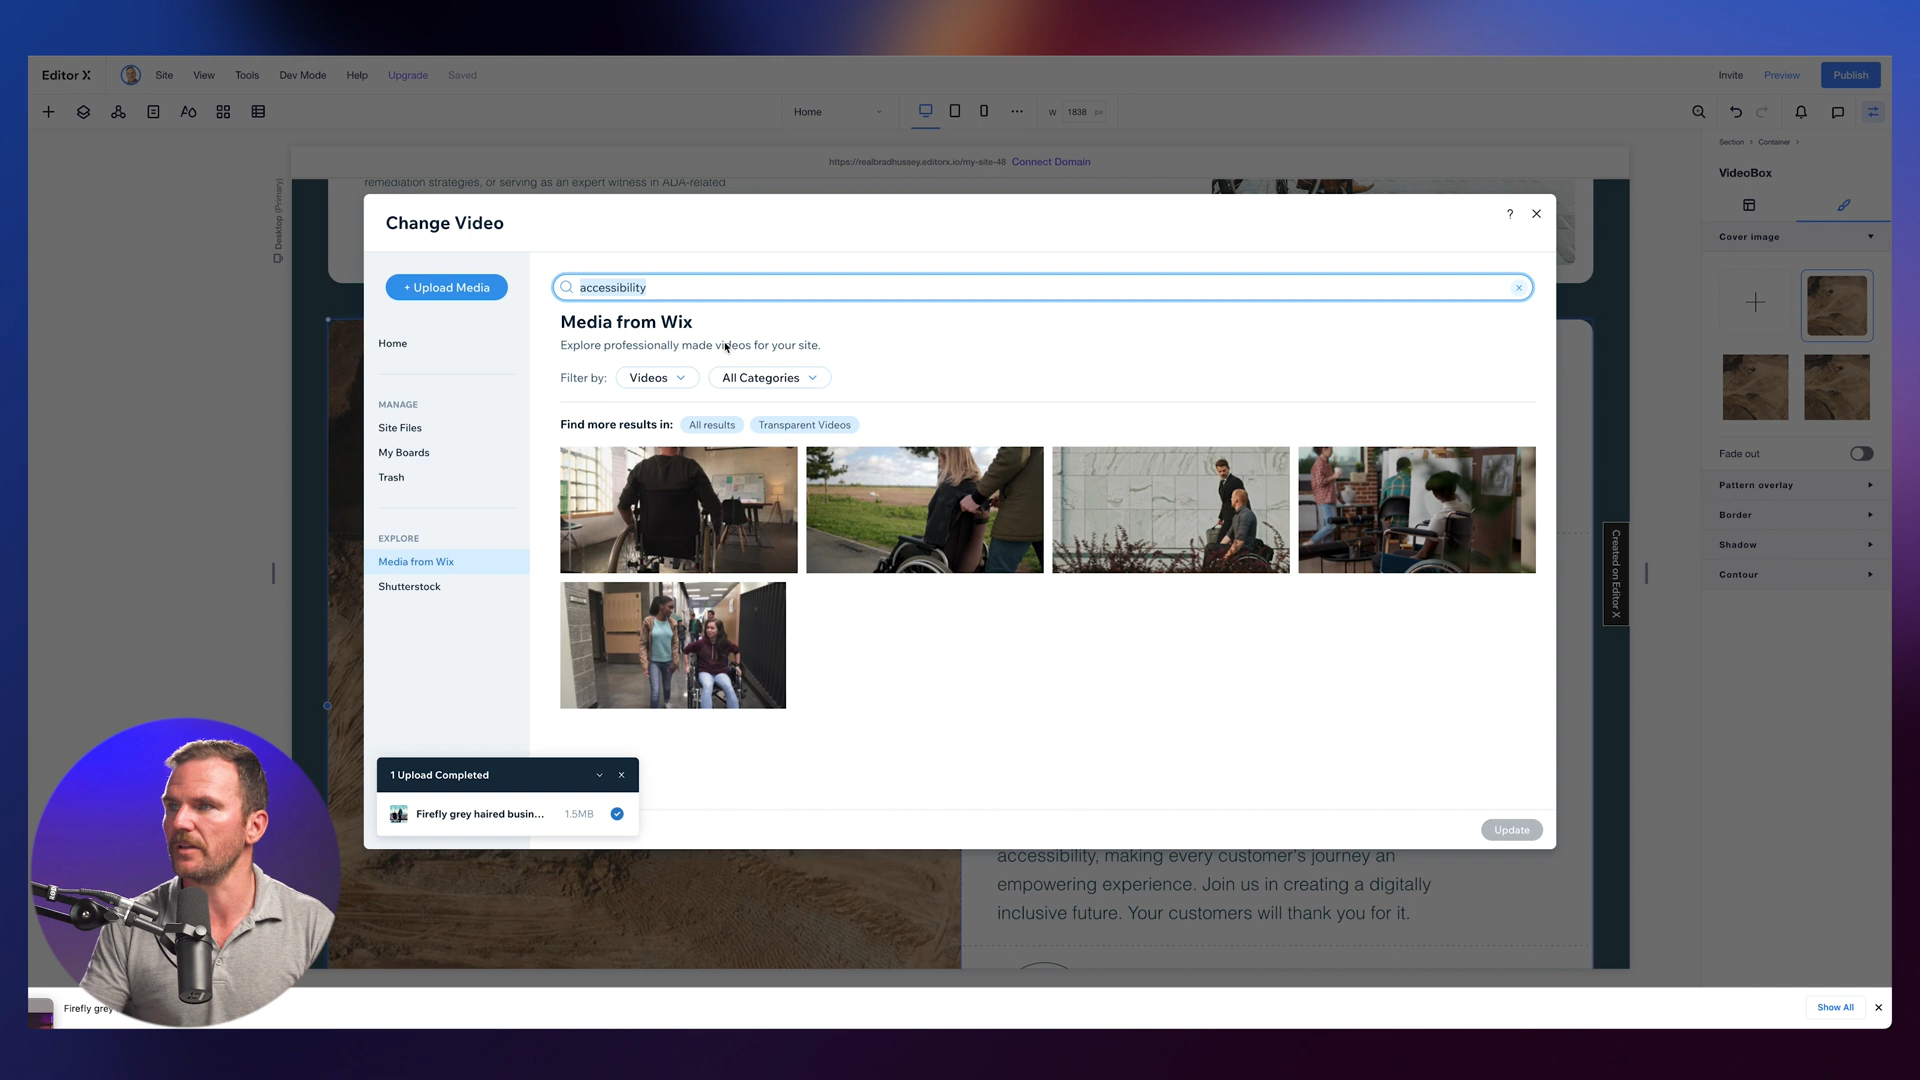 Editor X
Site
View
Tools
Dev Mode
Help
Upgrade
Saved
Invite
Preview
Publish
Home
W 1838 px
https://realbradhussey.editorx.io/my-site-48 Connect Domain
Section > Container >
VideoBox
Desktop (Primary)
remediation strategies, or serving as an expert witness in ADA-related
Change Video
?
+ Upload Media
Home
MANAGE
Site Files
My Boards
Trash
EXPLORE
Media from Wix
Shutterstock
accessibility
Media from Wix
Explore professionally made videos for your site.
Filter by: Videos All Categories
Find more results in: All results Transparent Videos
Cover image
Fade out
Pattern overlay
Border
Shadow
Contour
Created on Editor X
1 Upload Completed
Firefly grey haired busin... 1.5MB
Update
accessibility, making every customer's journey an
empowering experience. Join us in creating a digitally
inclusive future. Your customers will thank you for it.
Firefly grey
Show All